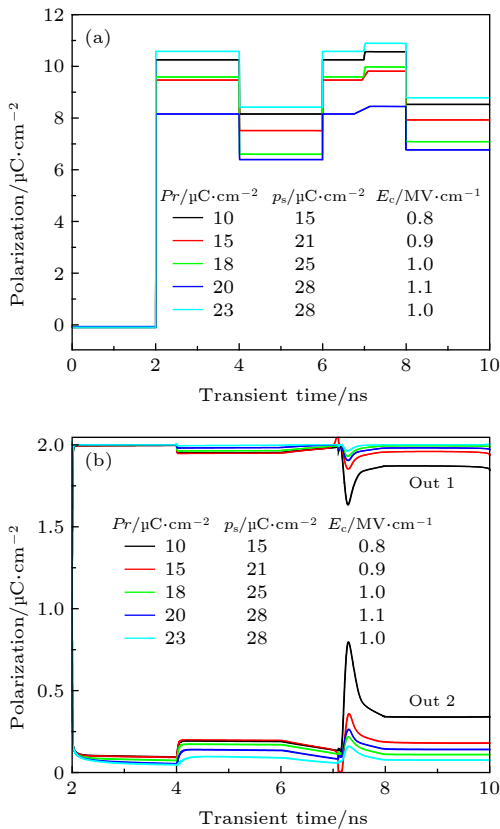 (a)
12
10
8
6
4
2
0
Polarization/µC·cm−2
Pr/µC·cm−2 ps/µC·cm−2 Ec/MV·cm−1
10 15 0.8
15 21 0.9
18 25 1.0
20 28 1.1
23 28 1.0
0 2 4 6 8 10
Transient time/ns
(b)
2.0
1.5
1.0
0.5
0
Polarization/µC·cm−2
Out 1
Pr/µC·cm−2 ps/µC·cm−2 Ec/MV·cm−1
10 15 0.8
15 21 0.9
18 25 1.0
20 28 1.1
23 28 1.0
Out 2
2 4 6 8 10
Transient time/ns